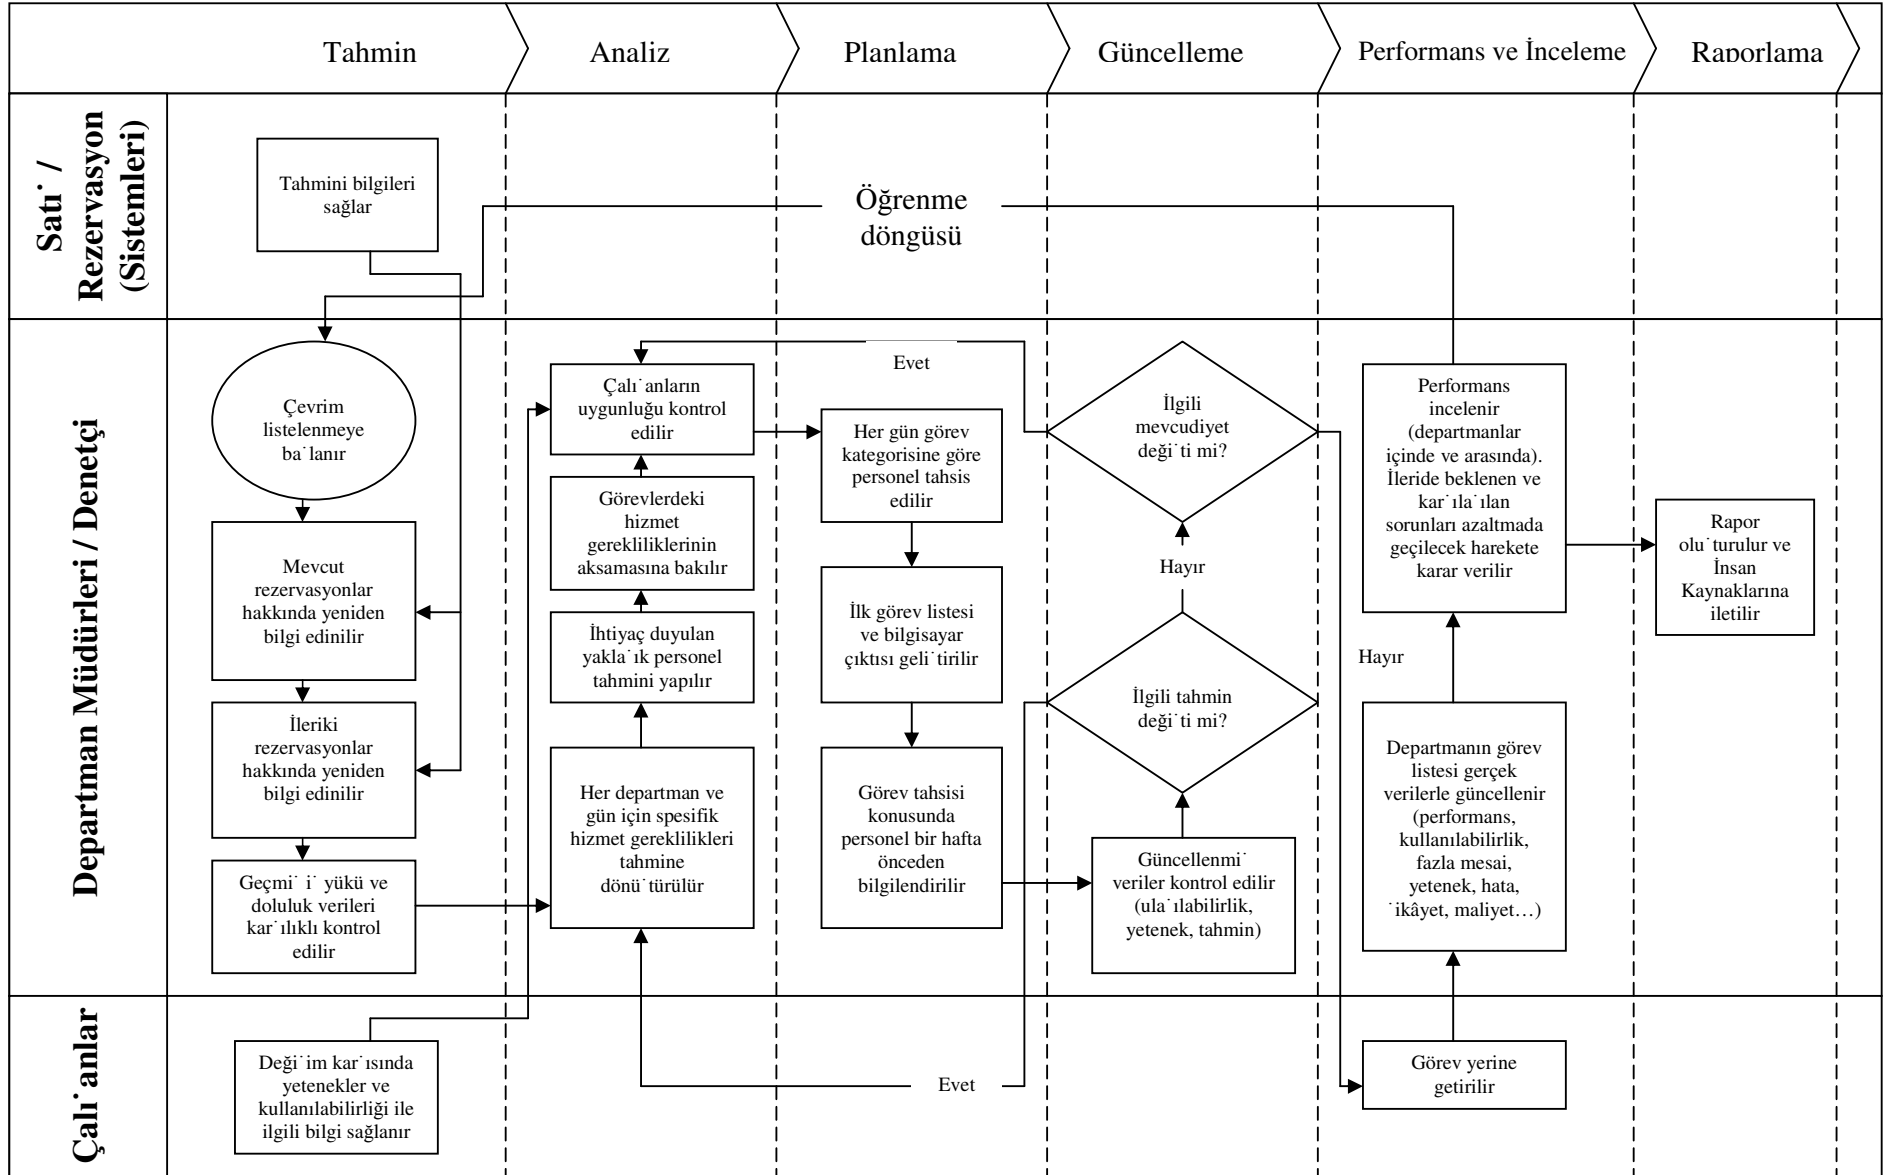 Tahmin
Analiz
Planlama
Güncelleme
Performans ve İnceleme
Raporlama
Satı˙ /
Rezervasyon
(Sistemleri)
Tahmini bilgileri
sağlar
Öğrenme
döngüsü
Departman Müdürleri / Denetçi
Çevrim
listelenmeye
ba˙lanır
Mevcut
rezervasyonlar
hakkında yeniden
bilgi edinilir
İleriki
rezervasyonlar
hakkında yeniden
bilgi edinilir
Geçmi˙ i˙ yükü ve
doluluk verileri
kar˙ılıklı kontrol
edilir
Çalı˙anların
uygunluğu kontrol
edilir
Görevlerdeki
hizmet
gerekliliklerinin
aksamasına bakılır
İhtiyaç duyulan
yakla˙ık personel
tahmini yapılır
Her departman ve
gün için spesifik
hizmet gereklilikleri
tahmine
dönü˙türülür
Evet
Her gün görev
kategorisine göre
personel tahsis
edilir
İlk görev listesi
ve bilgisayar
çıktısı geli˙tirilir
Görev tahsisi
konusunda
personel bir hafta
önceden
bilgilendirilir
İlgili
mevcudiyet
deği˙ti mi?
Hayır
İlgili tahmin
deği˙ti mi?
Güncellenmi˙
veriler kontrol edilir
(ula˙ılabilirlik,
yetenek, tahmin)
Performans
incelenir
(departmanlar
içinde ve arasında).
İleride beklenen ve
kar˙ıla˙ılan
sorunları azaltmada
geçilecek harekete
karar verilir
Hayır
Departmanın görev
listesi gerçek
verilerle güncellenir
(performans,
kullanılabilirlik,
fazla mesai,
yetenek, hata,
˙ikâyet, maliyet…)
Rapor
olu˙turulur ve
İnsan
Kaynaklarına
iletilir
Çalı˙anlar
Deği˙im kar˙ısında
yetenekler ve
kullanılabilirliği ile
ilgili bilgi sağlanır
Evet
Görev yerine
getirilir